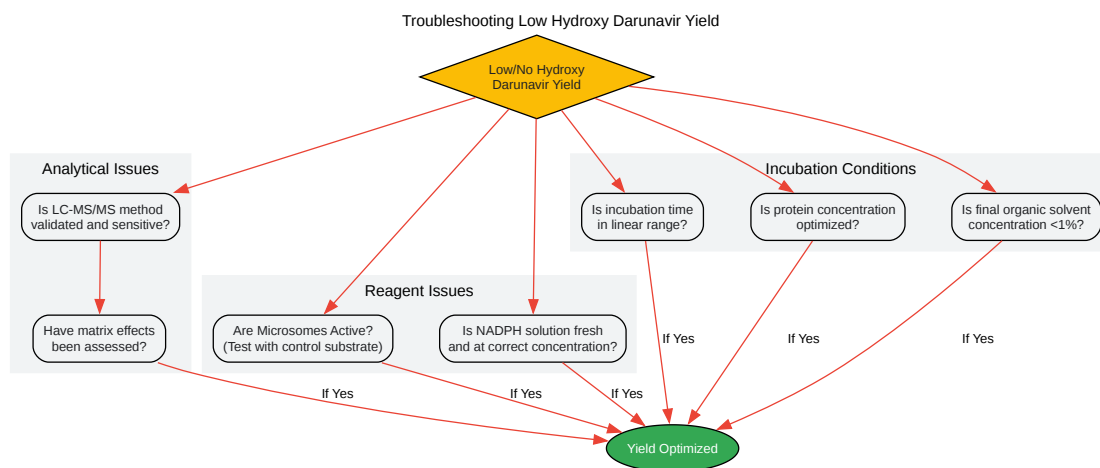 Troubleshooting Low Hydroxy Darunavir Yield
Low/No Hydroxy
Darunavir Yield
Analytical Issues
Is LC-MS/MS method
validated and sensitive?
Have matrix effects
been assessed?
Reagent Issues
Are Microsomes Active?
(Test with control substrate)
Is NADPH solution fresh
and at correct concentration?
Incubation Conditions
Is incubation time
in linear range?
Is protein concentration
optimized?
Is final organic solvent
concentration <1%?
If Yes
If Yes
If Yes
If Yes
If Yes
If Yes
Yield Optimized